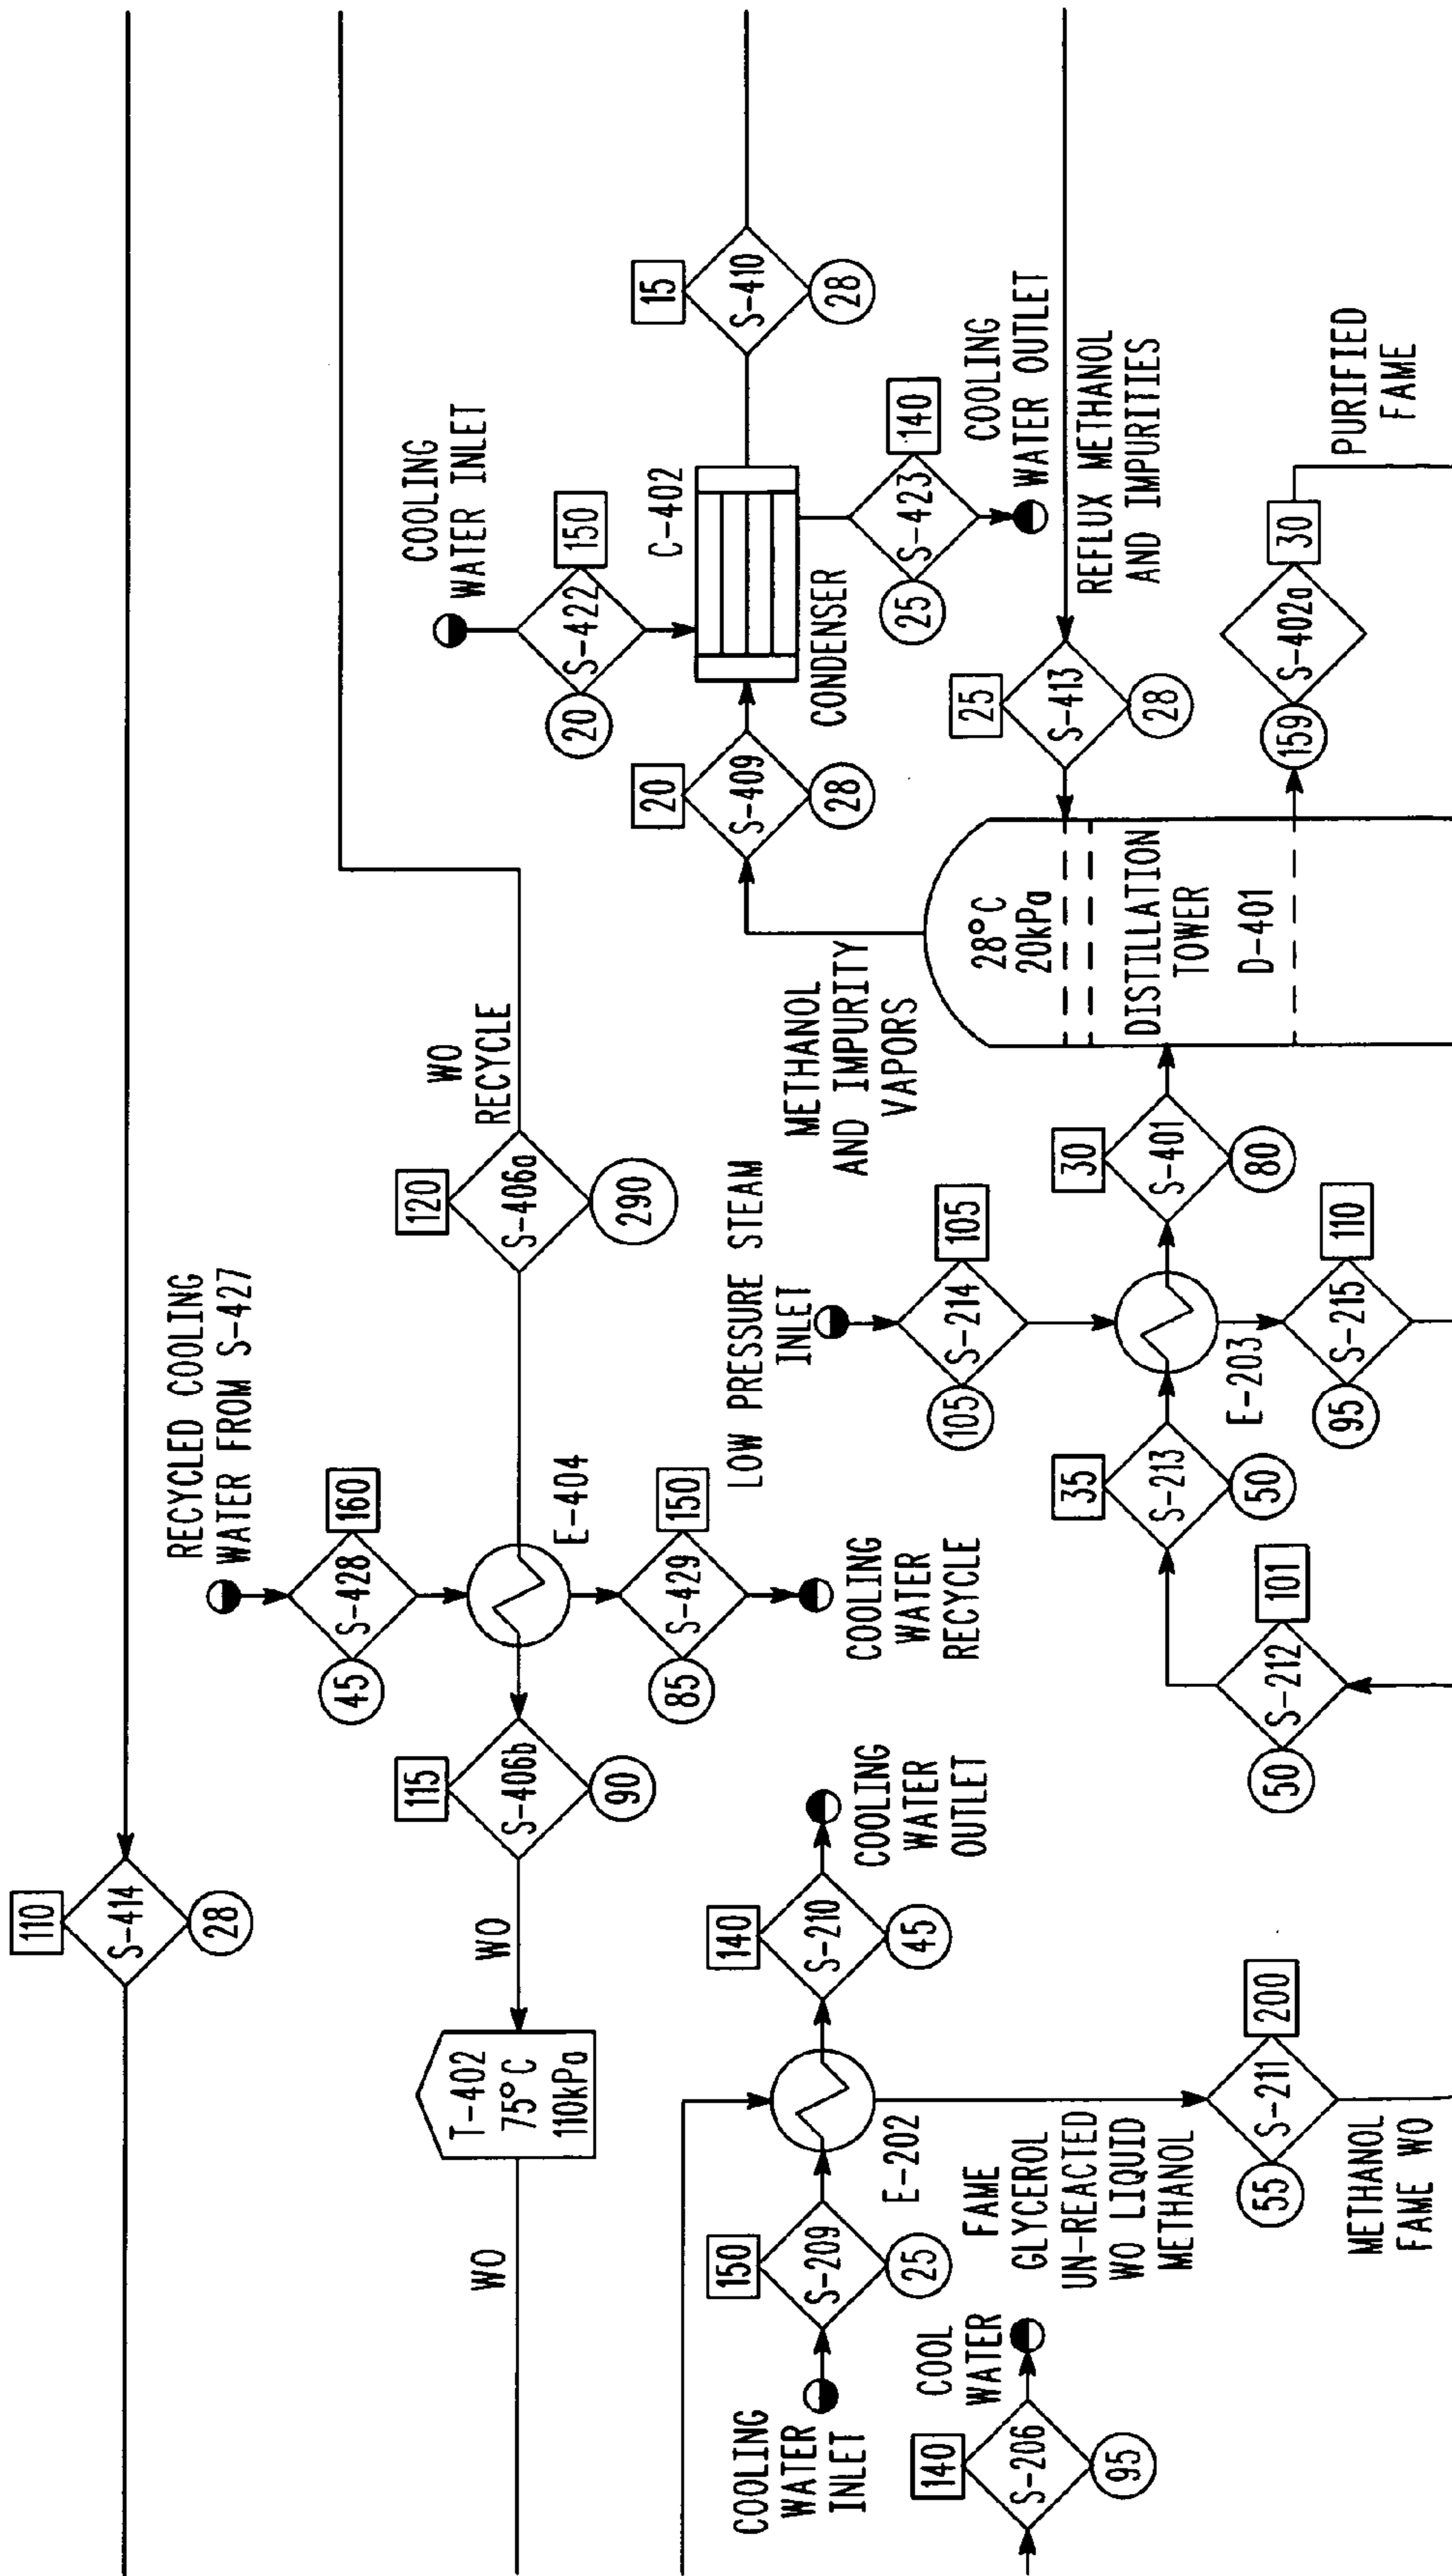 110
S-414
28
RECYCLED COOLING
WATER FROM S-427
45
S-428
160
E-404
120
S-406a
290
WO
RECYCLE
115
S-406b
90
WO
T-402
75°C
110kPa
WO
85
S-429
150
COOLING
WATER
RECYCLE
COOLING
WATER INLET
20
S-422
150
C-402
CONDENSER
20
S-409
28
15
S-410
28
25
S-423
140
COOLING
WATER OUTLET
METHANOL
AND IMPURITY
VAPORS
28°C
20kPa
DISTILLATION
TOWER
D-401
25
S-413
28
REFLUX METHANOL
AND IMPURITIES
159
S-402a
30
PURIFIED
FAME
LOW PRESSURE STEAM
INLET
105
S-214
105
30
S-401
80
E-203
35
S-213
50
95
S-215
110
50
S-212
101
COOLING
WATER
INLET
150
S-209
25
E-202
140
S-210
45
COOLING
WATER
OUTLET
FAME
GLYCEROL
UN-REACTED
WO LIQUID
METHANOL
140
S-206
95
COOL
WATER
55
S-211
200
METHANOL
FAME WO